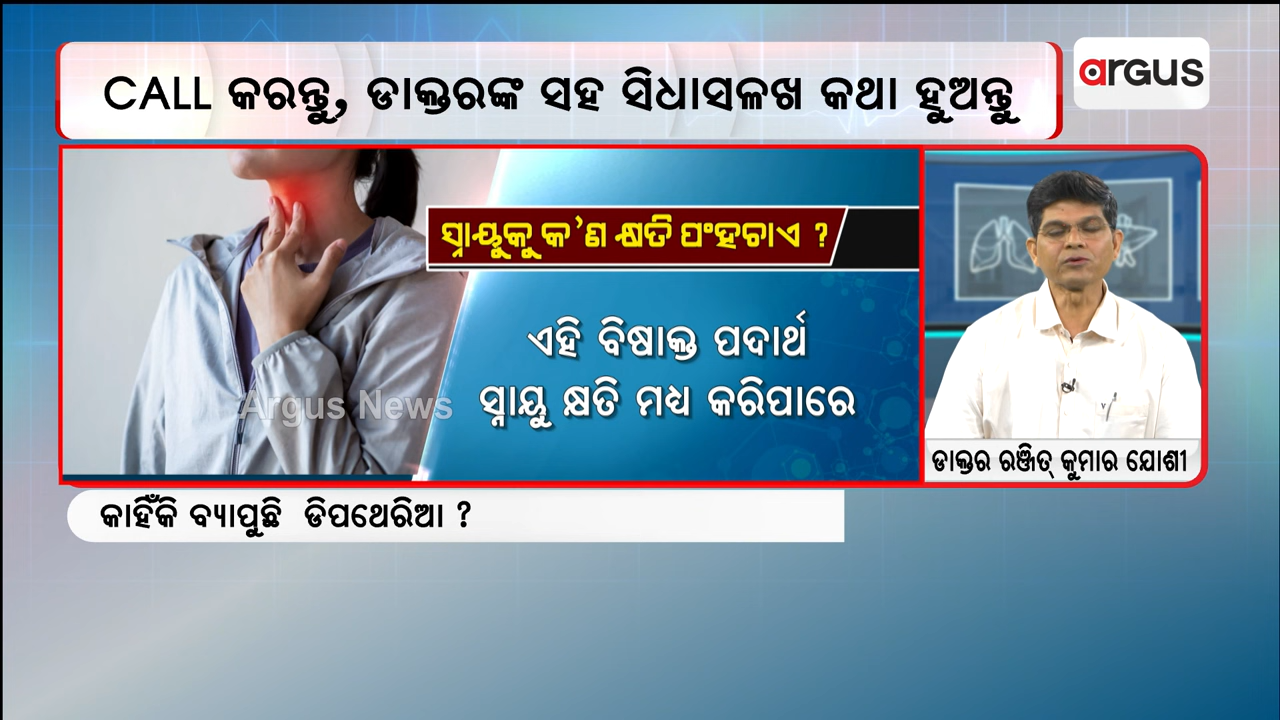 CALL କରନ୍ତୁ, ଡାକ୍ତରଙ୍କ ସହ ସିଧାସଳଖ କଥା ହୁଅନ୍ତୁ
argus
ସ୍ନାୟୁକୁ କ'ଣ କ୍ଷତି ପଂହଚାଏ ?
ଏହି ବିଷାକ୍ତ ପଦାର୍ଥ
ସ୍ନାୟୁ କ୍ଷତି ମଧ୍ୟ କରିପାରେ
Argus News
ଡାକ୍ତର ରଞ୍ଜିତ୍ କୁମାର ଯୋଶୀ
କାହିଁକି ବ୍ୟାପୁଛି ଡିପଥେରିଆ ?